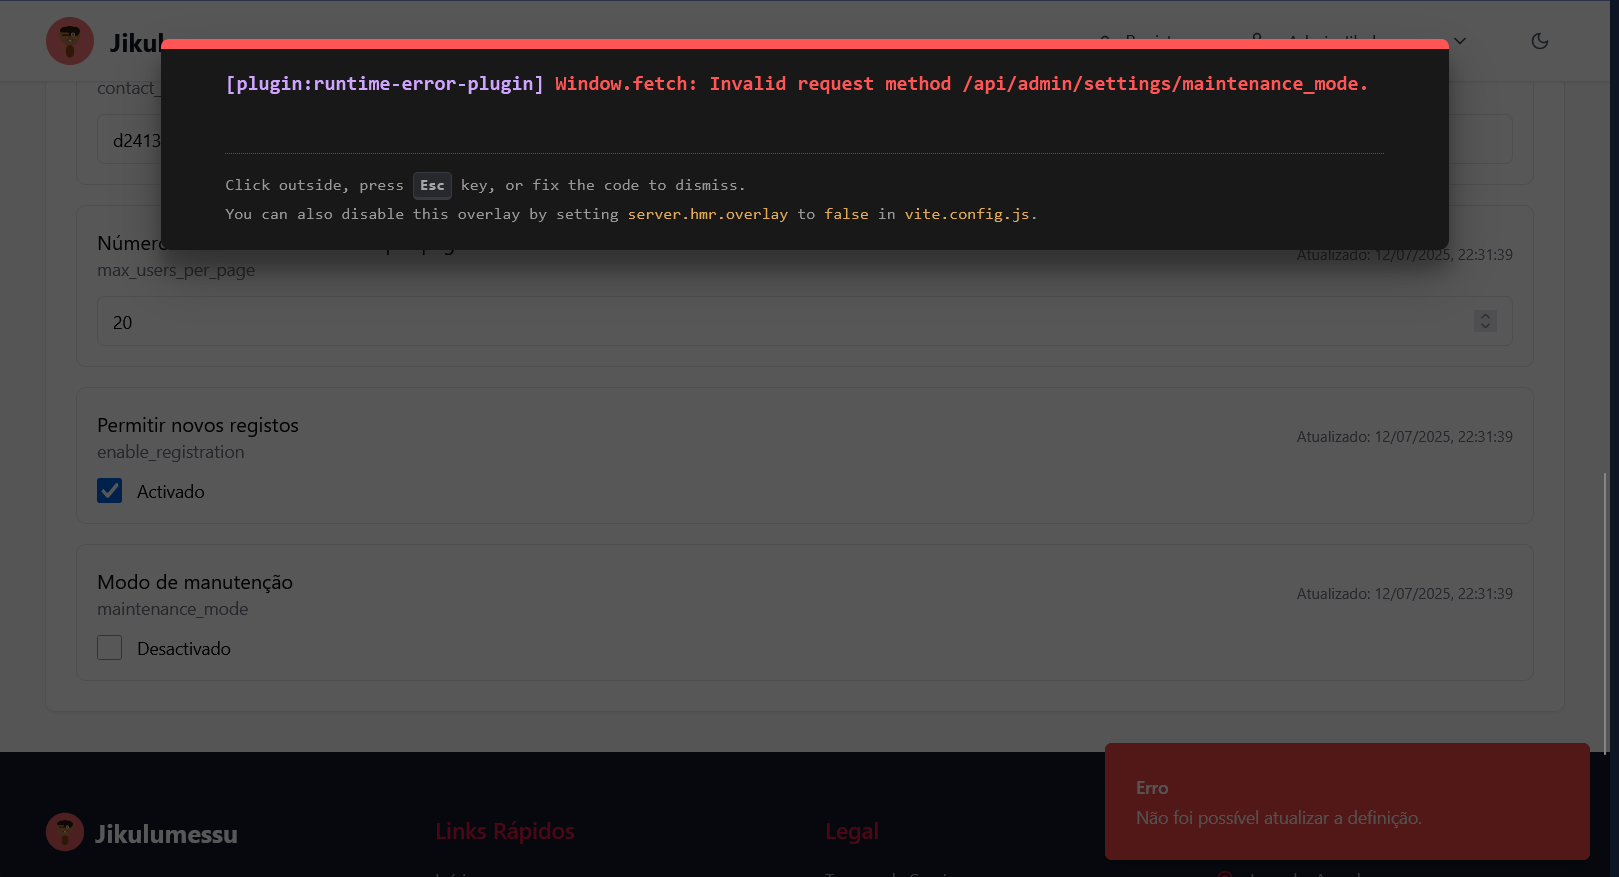 Jikul
[plugin:runtime-error-plugin] Window.fetch: Invalid request method /api/admin/settings/maintenance_mode.
contact_
d2413
Click outside, press Esc key, or fix the code to dismiss.
You can also disable this overlay by setting server.hmr.overlay to false in vite.config.js.
Número
max_users_per_page
Atualizado: 12/07/2025, 22:31:39
20
Permitir novos registos
enable_registration
Atualizado: 12/07/2025, 22:31:39
Activado
Modo de manutenção
maintenance_mode
Atualizado: 12/07/2025, 22:31:39
Desactivado
Erro
Não foi possível atualizar a definição.
Jikulumessu
Links Rápidos
Legal